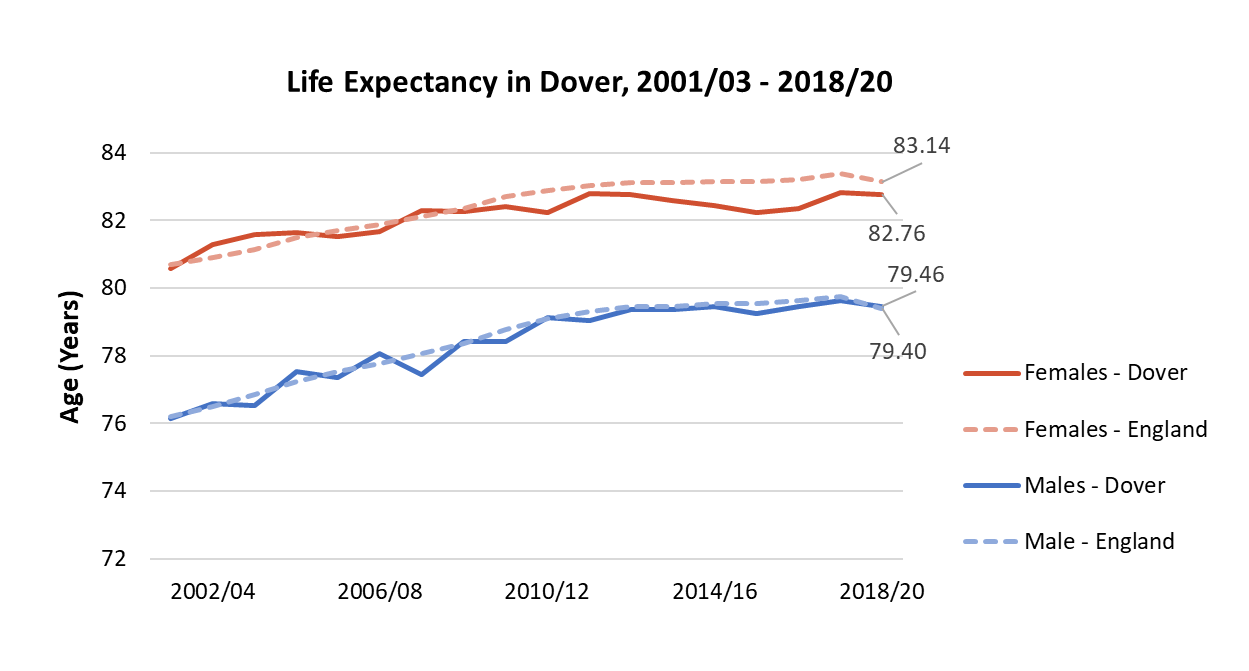 Life Expectancy in Dover, 2001/03 - 2018/20
Age (Years)
84
82
80
78
76
74
72
83.14
82.76
79.46
79.40
2002/04
2006/08
2010/12
2014/16
2018/20
Females - Dover
Females - England
Males - Dover
Male - England